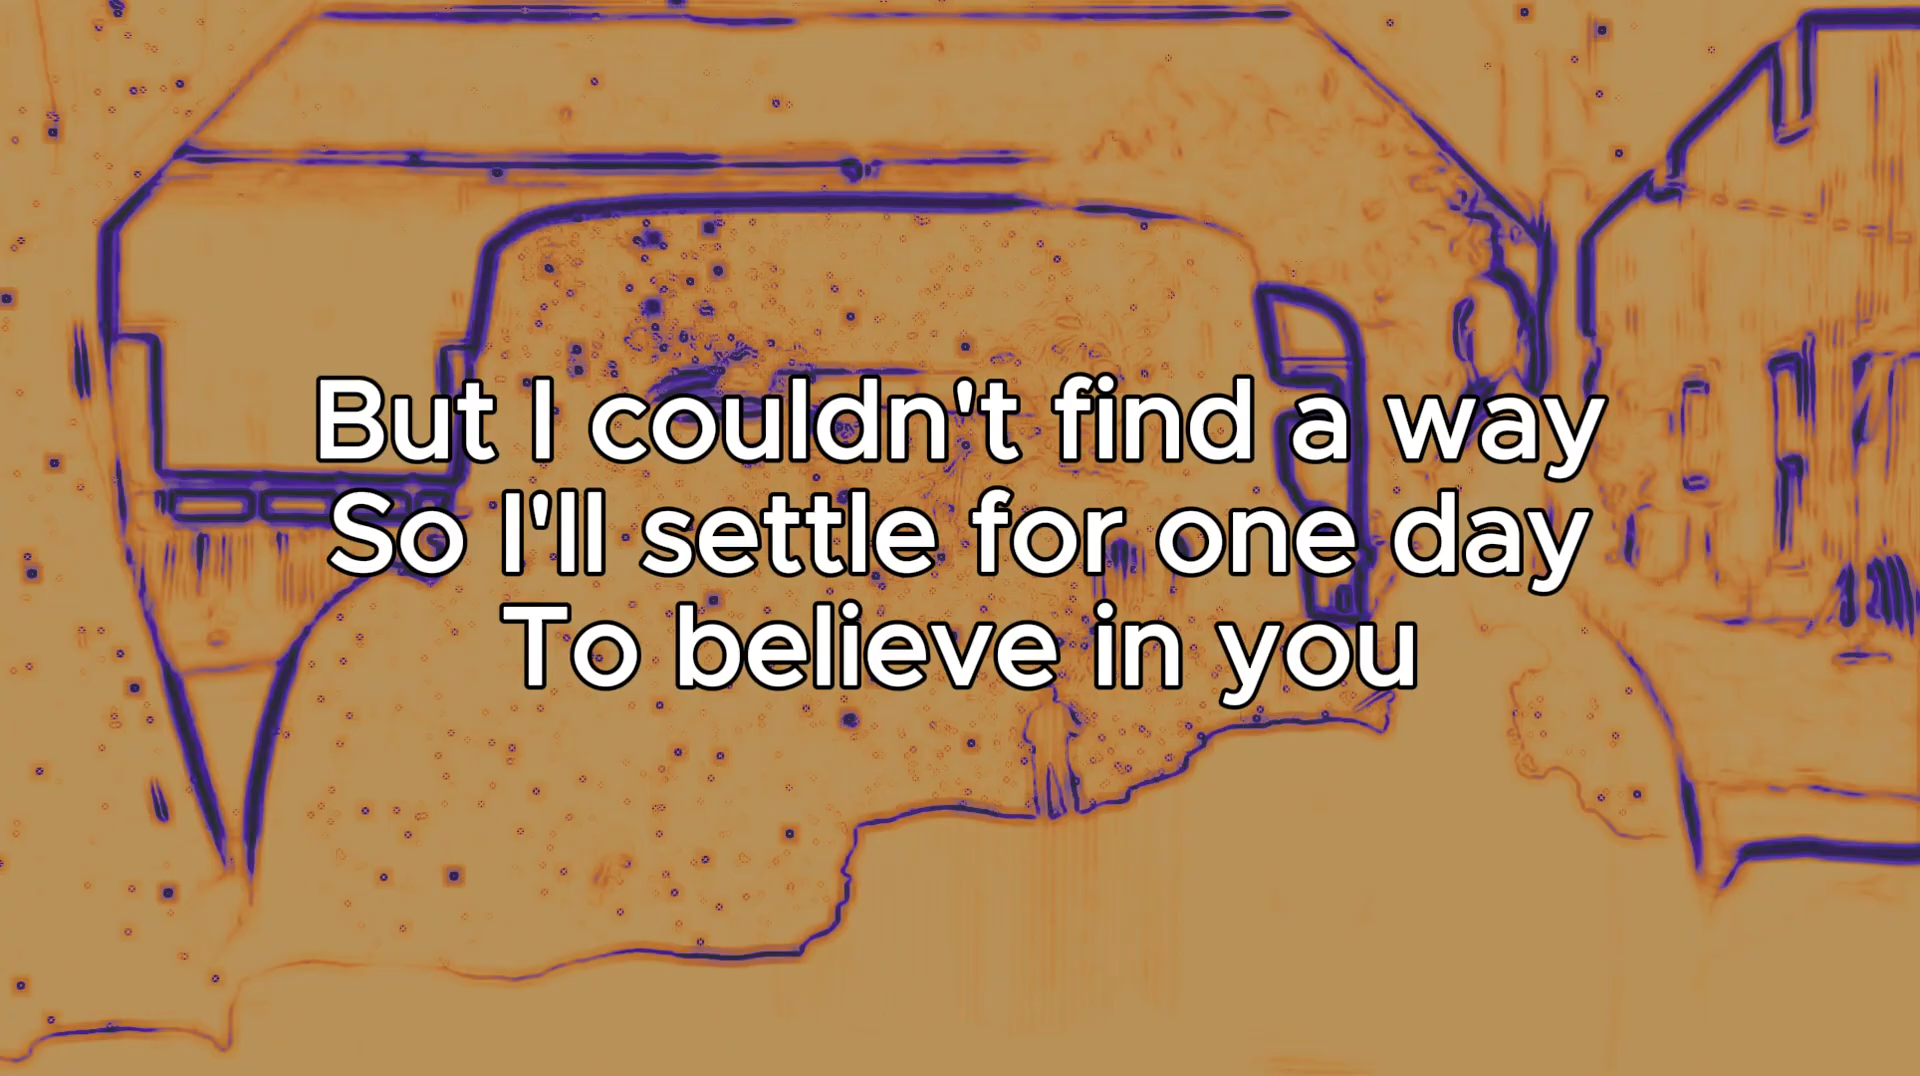 But I couldn't find a way
So I'll settle for one day
To believe in you